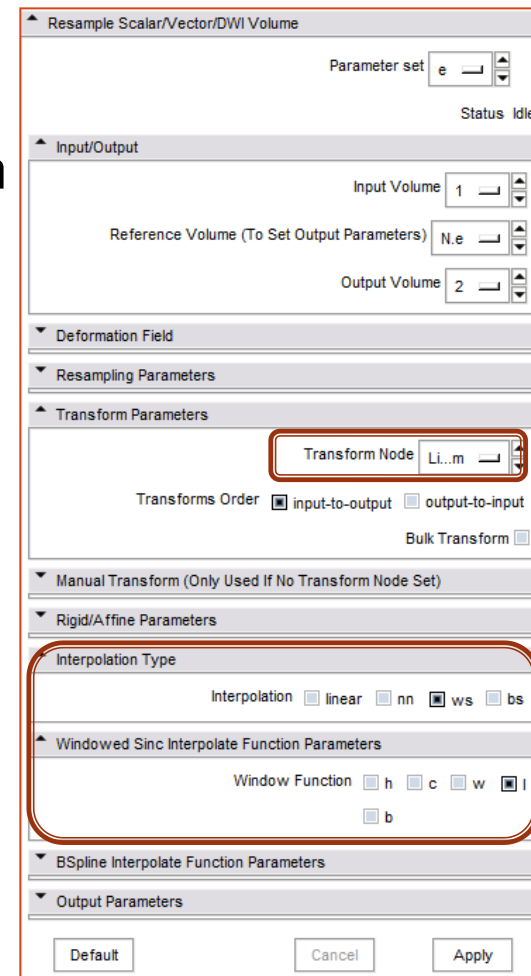 Resample Scalar/Vector/DWI Volume
Parameter set e
Status Idle
n
Input/Output
Input Volume 1
Reference Volume (To Set Output Parameters) N.e
Output Volume 2
Deformation Field
Resampling Parameters
Transform Parameters
Transform Node Li...m
Transforms Order input-to-output output-to-input
Bulk Transform
Manual Transform (Only Used If No Transform Node Set)
Rigid/Affine Parameters
Interpolation Type
Interpolation linear nn ws bs
Windowed Sinc Interpolate Function Parameters
Window Function h c w l
b
BSpline Interpolate Function Parameters
Output Parameters
Default Cancel Apply